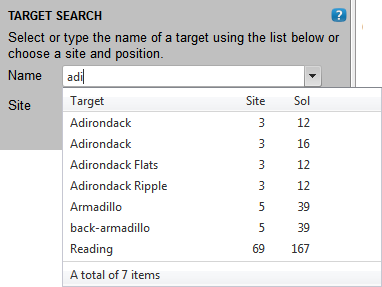 TARGET SEARCH ?
Select or type the name of a target using the list below or
choose a site and position.
Name adi
Site
Target Site Sol
Adirondack 3 12
Adirondack 3 16
Adirondack Flats 3 12
Adirondack Ripple 3 12
Armadillo 5 39
back-armadillo 5 39
Reading 69 167
A total of 7 items